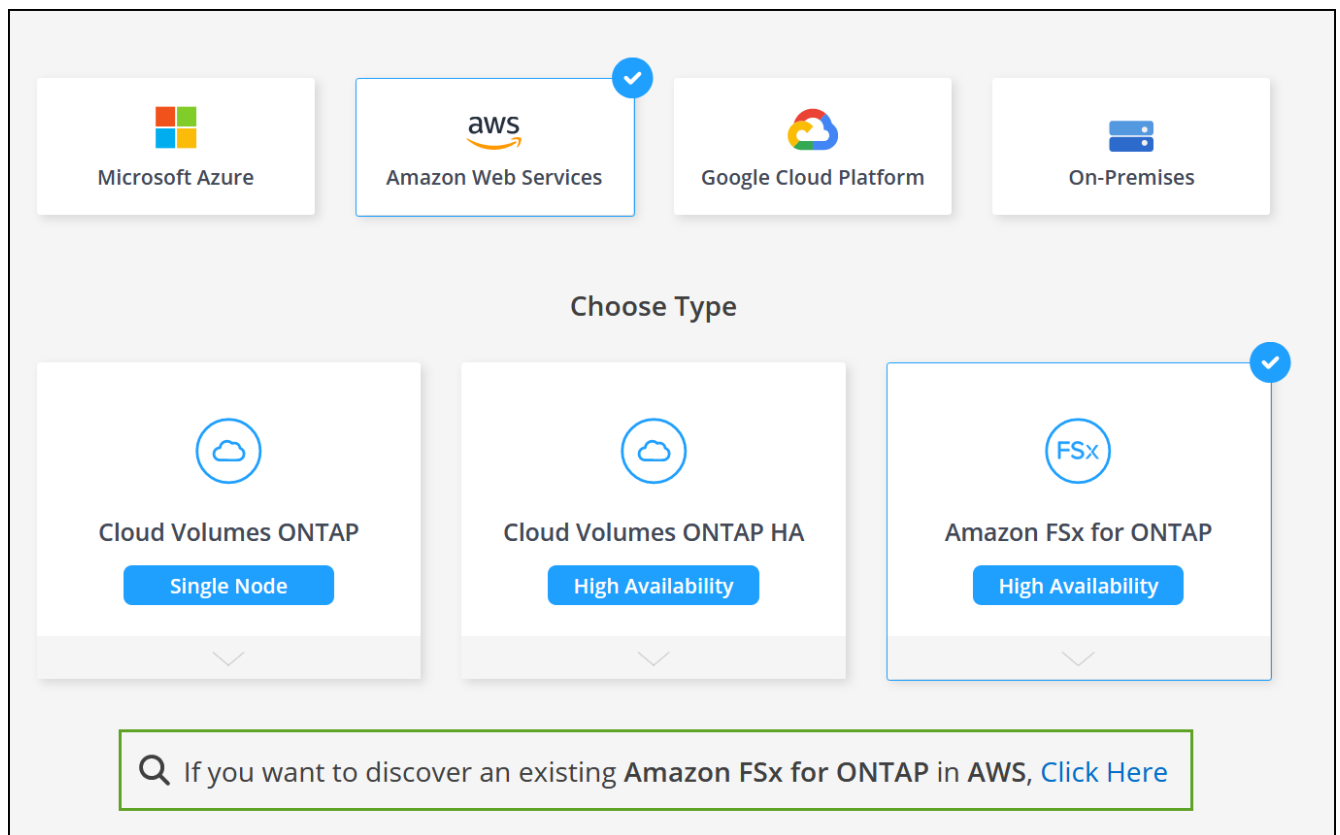 aws
Microsoft Azure
Amazon Web Services
Google Cloud Platform
On-Premises
Choose Type
FSx
Cloud Volumes ONTAP
Cloud Volumes ONTAP HA
Amazon FSx for ONTAP
Single Node
High Availability
High Availability
If you want to discover an existing Amazon FSx for ONTAP in AWS, Click Here